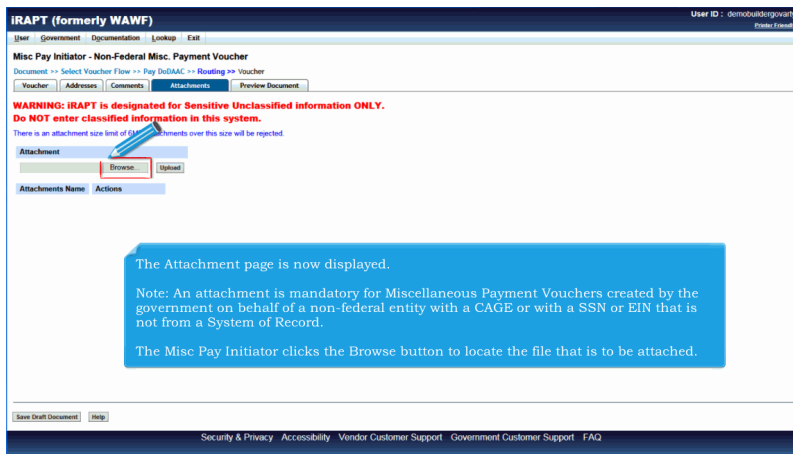 iRAPT (formerly WAWF)
User ID : demobuildergovarty
Printer Friendly
User Government Documentation Lookup Exit
Misc Pay Initiator - Non-Federal Misc. Payment Voucher
Document >> Select Voucher Flow >> Pay DoDAAC >> Routing >> Voucher
Voucher Addresses Comments Attachments Preview Document
WARNING: iRAPT is designated for Sensitive Unclassified information ONLY.
Do NOT enter classified information in this system.
There is an attachment size limit of over this size will be rejected.
Attachment
Browse... Upload
Attachments Name Actions
The Attachment page is now displayed.
Note: An attachment is mandatory for Miscellaneous Payment Vouchers created by the
government on behalf of a non-federal entity with a CAGE or with a SSN or EIN that is
not from a System of Record.
The Misc Pay Initiator clicks the Browse button to locate the file that is to be attached.
Save Draft Document Help
Security & Privacy Accessibility Vendor Customer Support Government Customer Support FAQ